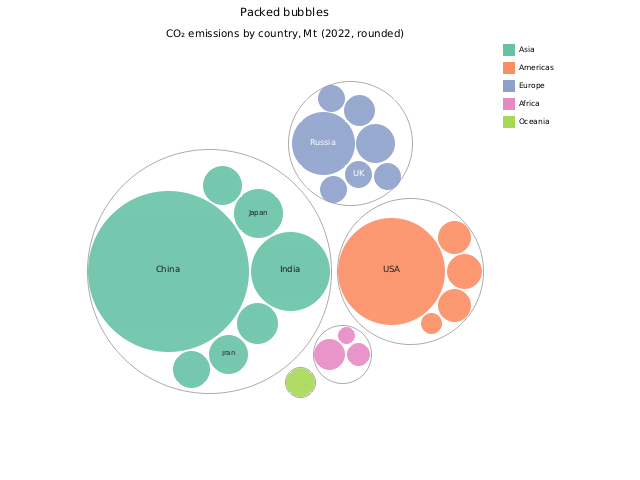 Packed bubbles
CO₂ emissions by country, Mt (2022, rounded)
Asia
Americas
Europe
Africa
Oceania
Russia
UK
Japan
China
India
USA
Iran